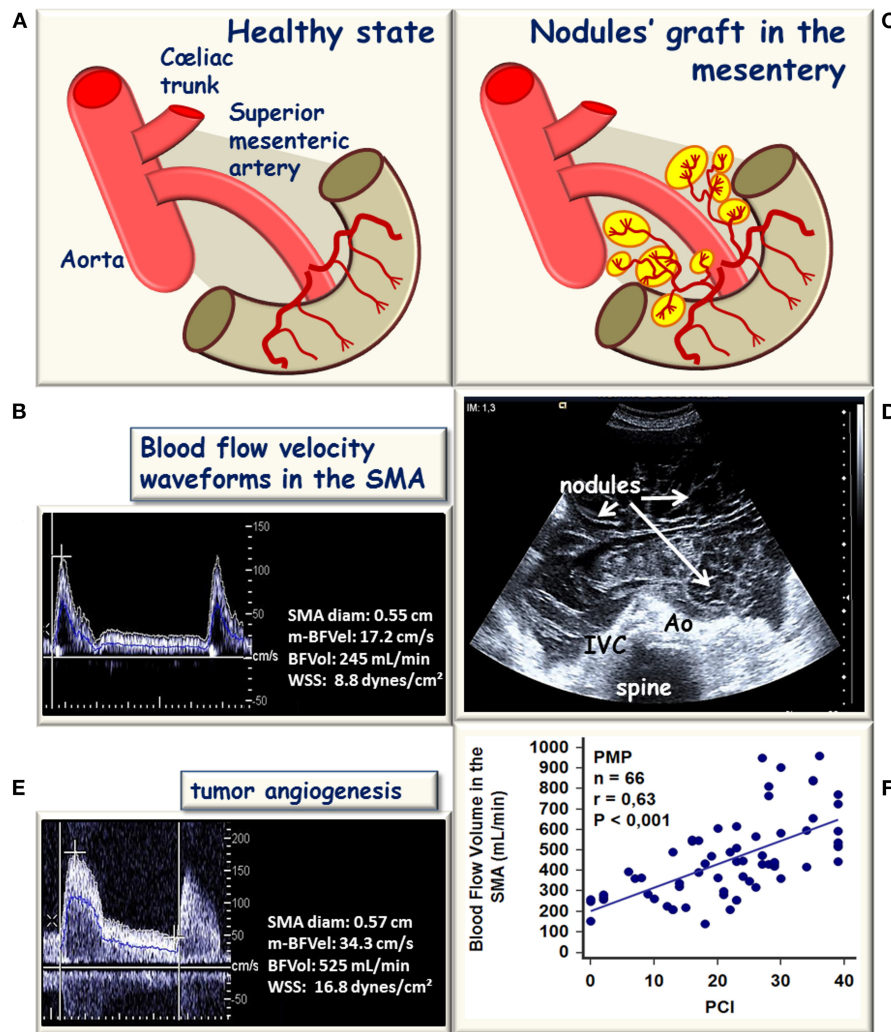 A
Healthy state
Cœliac
trunk
Superior
mesenteric
artery
Aorta
C
Nodules' graft in the
mesentery
B
Blood flow velocity
waveforms in the SMA
150
100
50
cm/s
-50
SMA diam: 0.55 cm
m-BFVel: 17.2 cm/s
BFVol: 245 mL/min
WSS: 8.8 dynes/cm²
D
IM: 1,3
nodules
IVC
Ao
spine
E
tumor angiogenesis
200
150
100
50
cm/s
-50
SMA diam: 0.57 cm
m-BFVel: 34.3 cm/s
BFVol: 525 mL/min
WSS: 16.8 dynes/cm²
F
Blood Flow Volume in the
SMA (mL/min)
1000
900
800
700
600
500
400
300
200
100
0
PMP
n = 66
r = 0,63
P < 0,001
0 10 20 30 40
PCI